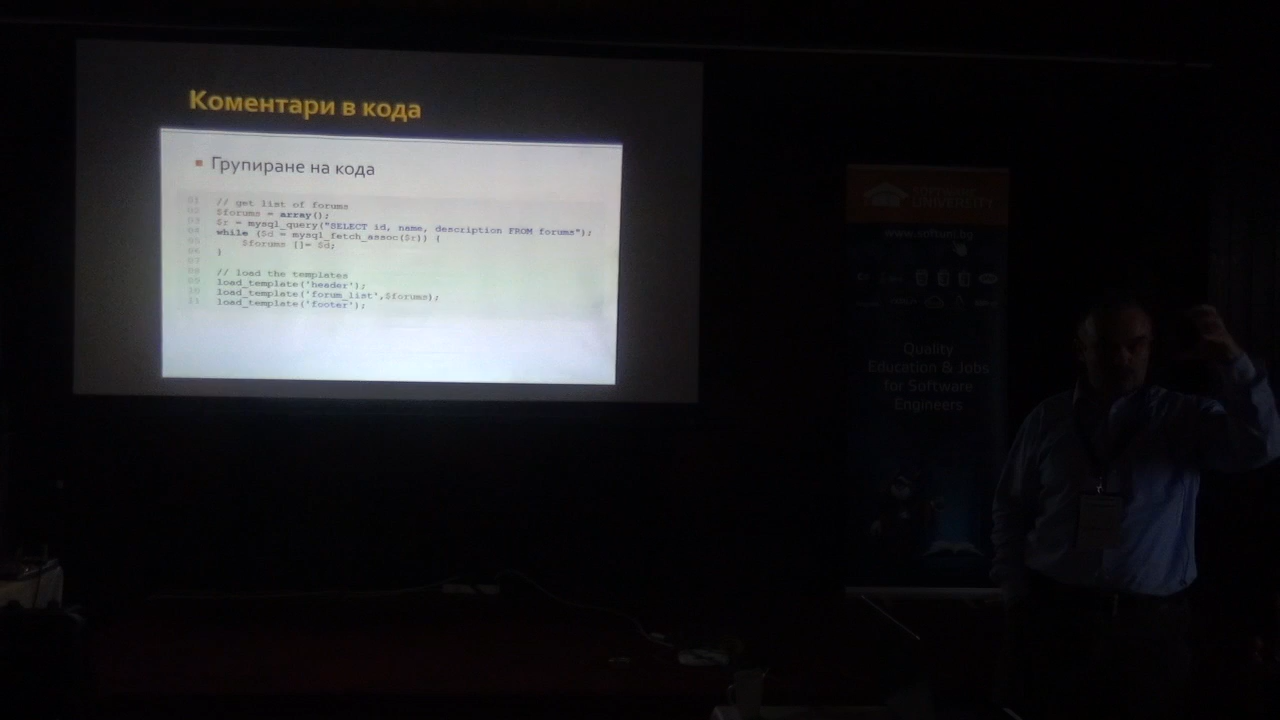 Коментари в кода
Групиране на кода
01 // get list of forums
02 $forums = array();
03 $r = mysql_query("SELECT id, name, description FROM forums");
04 while ($d = mysql_fetch_assoc($r)) {
05 $forums []= $d;
06 }
07
08 // load the templates
09 load_template('header');
10 load_template('forum_list',$forums);
11 load_template('footer');
SOFTWARE
UNIVERSITY
www.softuni.bg
Quality
Education & Jobs
for Software
Engineers